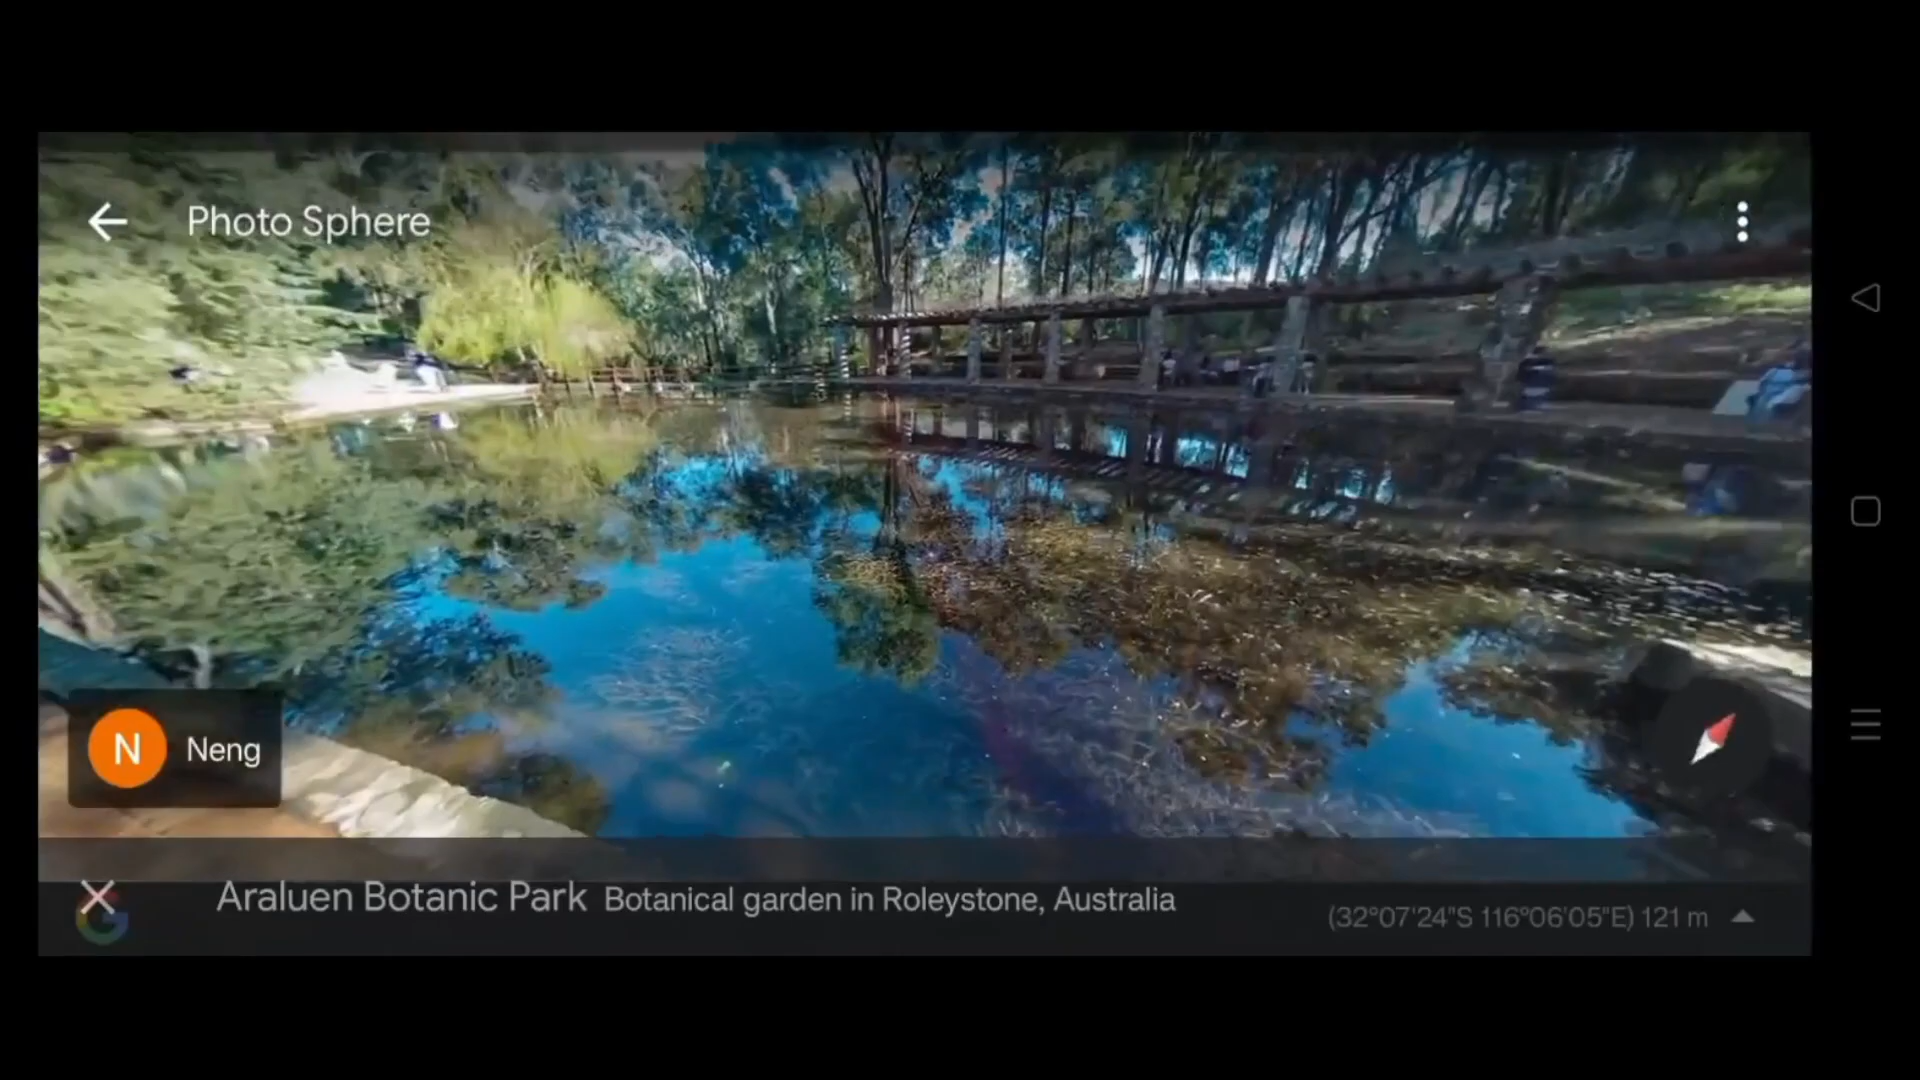 Photo Sphere
N Neng
Araluen Botanic Park Botanical garden in Roleystone, Australia
(32°07'24"S 116°06'05"E) 121 m